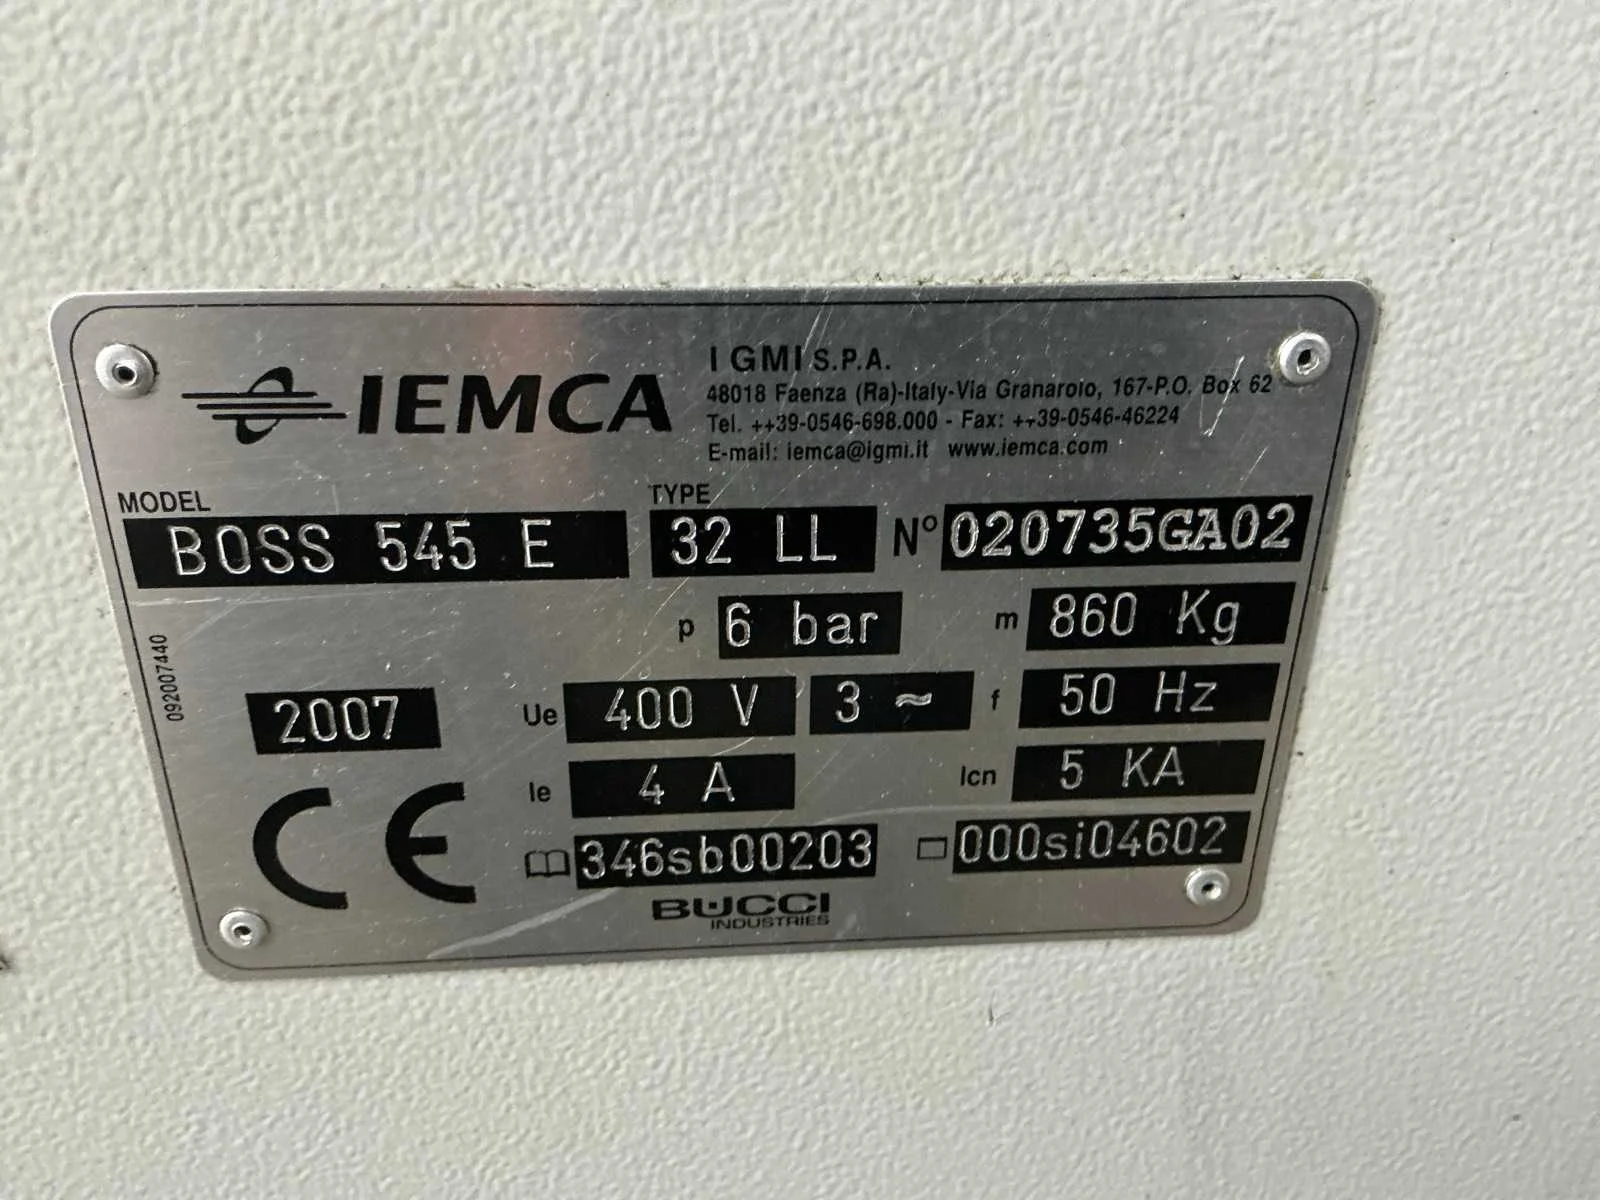 IEMCA
I GMI S.P.A.
48018 Faenza (Ra)-Italy-Via Granarolo, 167-P.O. Box 62
Tel. ++39-0546-698.000 - Fax: ++39-0546-46224
E-mail: iemca@igmi.it www.iemca.com
MODEL TYPE
BOSS 545 E 32 LL N° 020735GA02
p 6 bar m 860 Kg
092007440
2007 Ue 400 V 3 ~ f 50 Hz
Ie 4 A Icn 5 KA
CE
346sb00203 000si04602
BUCCI
INDUSTRIES